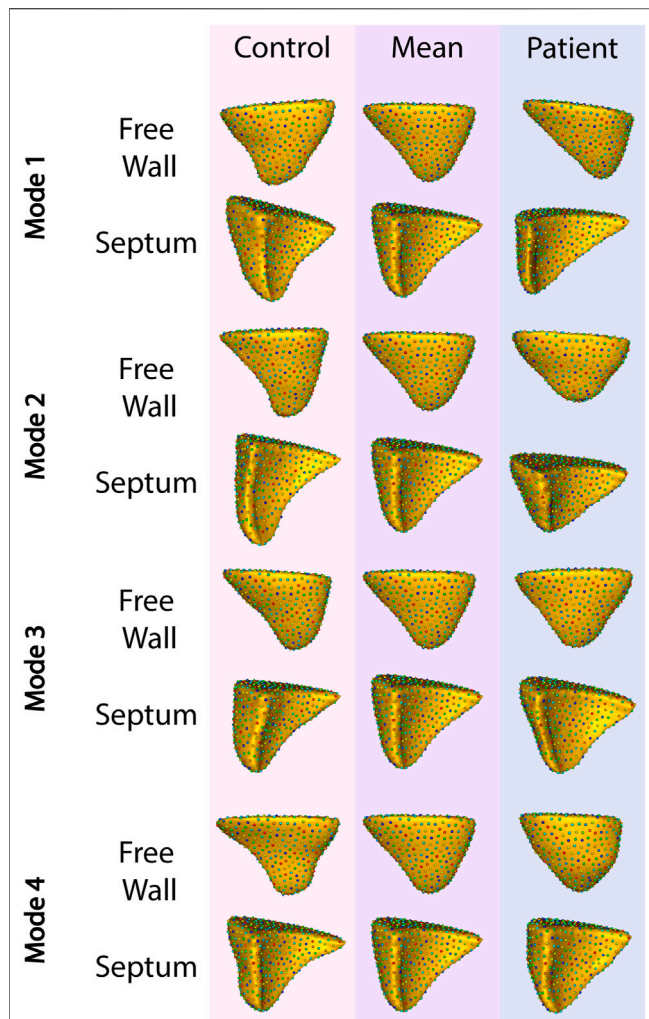 Control Mean Patient
Mode 1
Free
Wall
Septum
Mode 2
Free
Wall
Septum
Mode 3
Free
Wall
Septum
Mode 4
Free
Wall
Septum